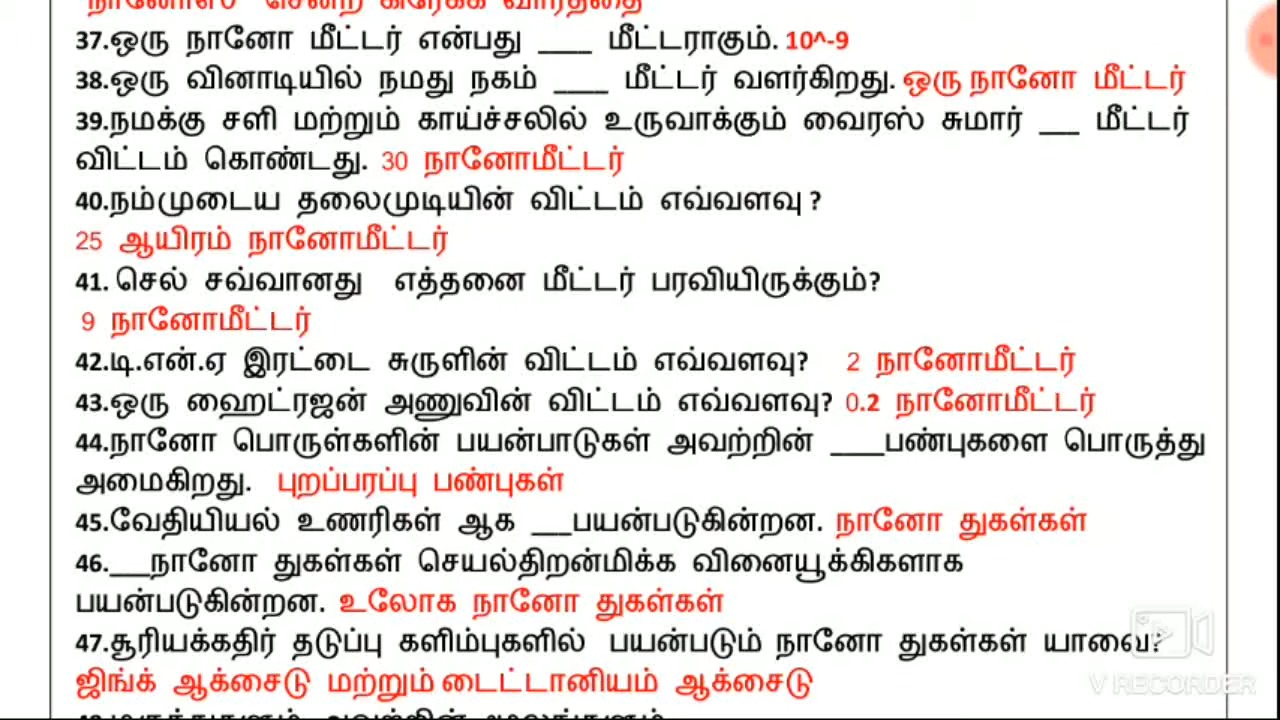 நானோஸ் சென்ற கிரேக்க வார்த்தை
37.ஒரு நானோ மீட்டர் என்பது ____ மீட்டராகும். 10^-9
38.ஒரு வினாடியில் நமது நகம் ____ மீட்டர் வளர்கிறது. ஒரு நானோ மீட்டர்
39.நமக்கு சளி மற்றும் காய்ச்சலில் உருவாக்கும் வைரஸ் சுமார் ___ மீட்டர்
விட்டம் கொண்டது. 30 நானோமீட்டர்
40.நம்முடைய தலைமுடியின் விட்டம் எவ்வளவு ?
25 ஆயிரம் நானோமீட்டர்
41. செல் சவ்வானது எத்தனை மீட்டர் பரவியிருக்கும்?
9 நானோமீட்டர்
42.டி.என்.ஏ இரட்டை சுருளின் விட்டம் எவ்வளவு? 2 நானோமீட்டர்
43.ஒரு ஹைட்ரஜன் அணுவின் விட்டம் எவ்வளவு? 0.2 நானோமீட்டர்
44.நானோ பொருள்களின் பயன்பாடுகள் அவற்றின் ____பண்புகளை பொருத்து
அமைகிறது. புறப்பரப்பு பண்புகள்
45.வேதியியல் உணரிகள் ஆக ___பயன்படுகின்றன. நானோ துகள்கள்
46.___நானோ துகள்கள் செயல்திறன்மிக்க வினையூக்கிகளாக
பயன்படுகின்றன. உலோக நானோ துகள்கள்
47.சூரியக்கதிர் தடுப்பு களிம்புகளில் பயன்படும் நானோ துகள்கள் யாவை?
ஜிங்க் ஆக்சைடு மற்றும் டைட்டானியம் ஆக்சைடு
V RECORDER